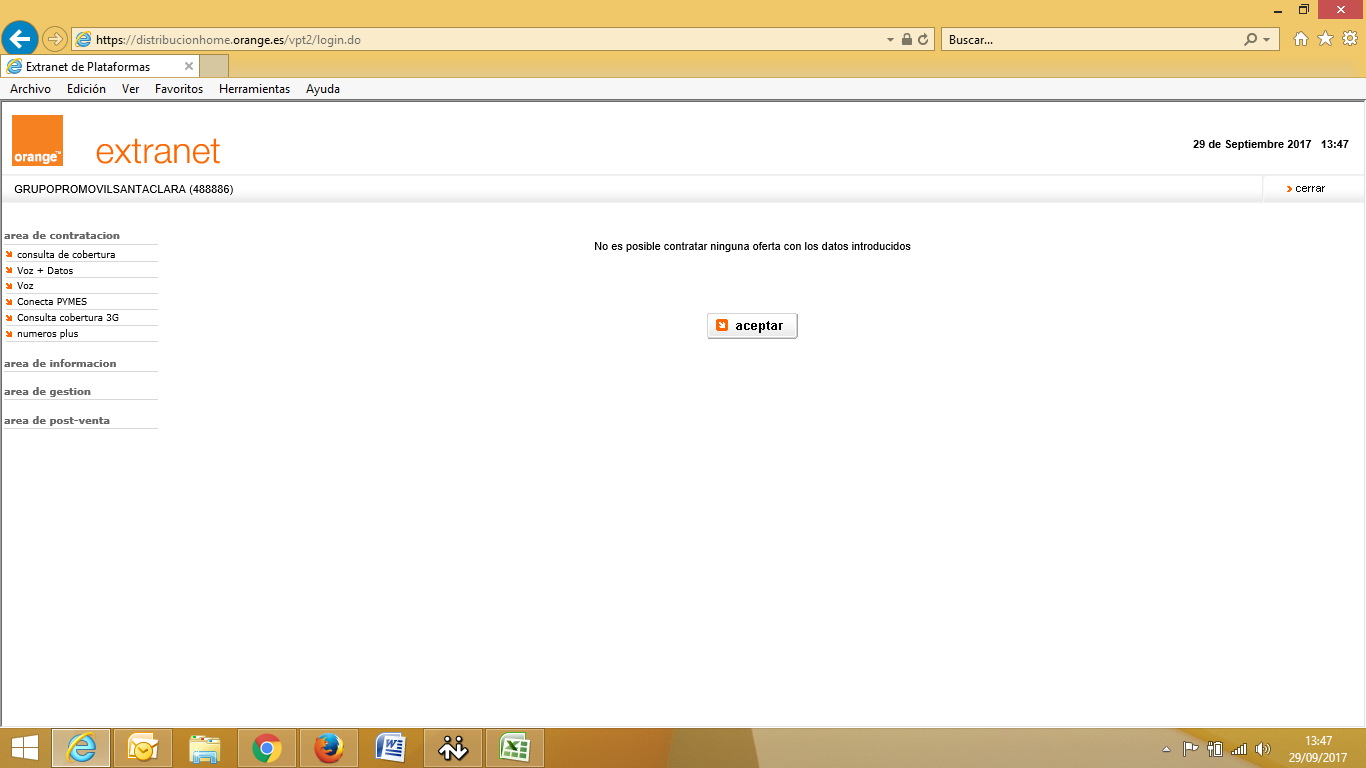 https://distribucionhome.orange.es/vpt2/login.do
Buscar...
Extranet de Plataformas
Archivo Edición Ver Favoritos Herramientas Ayuda
orange™
extranet
29 de Septiembre 2017 13:47
GRUPOPROMOVILSANTACLARA (488886)
cerrar
area de contratacion
consulta de cobertura
Voz + Datos
Voz
Conecta PYMES
Consulta cobertura 3G
numeros plus
area de informacion
area de gestion
area de post-venta
No es posible contratar ninguna oferta con los datos introducidos
aceptar
13:47
29/09/2017